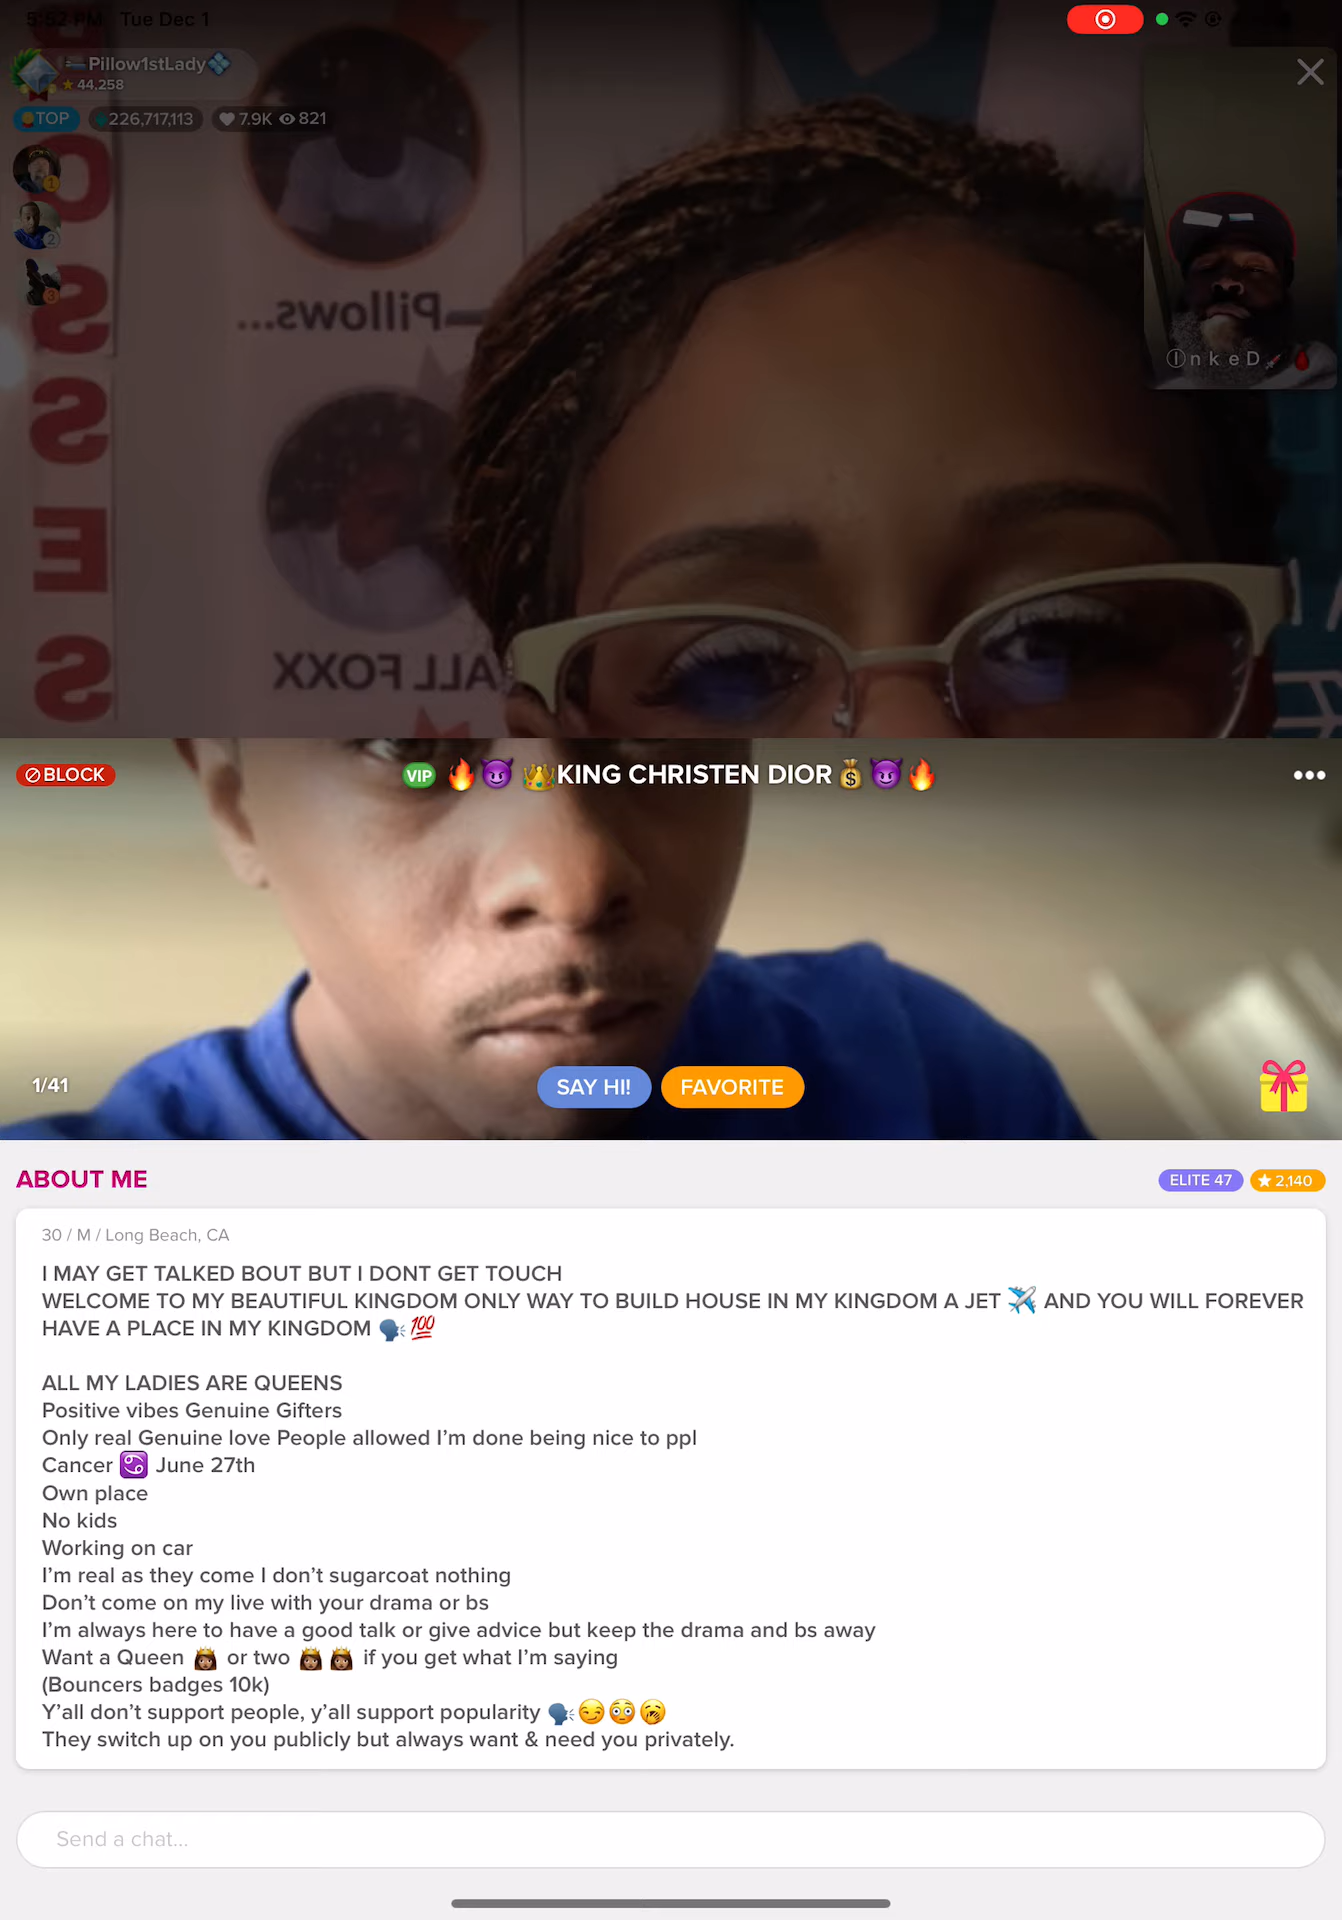 5:52 PM Tue Dec 1
Pillow1stLady
44,258
TOP 226,717,113 7.9K 821
1
2
3
BOSSES
Pillows...
ALL FOXX
ⒾnkeD
BLOCK
VIP 🔥😈 👑KING CHRISTEN DIOR💰😈🔥
1/41
SAY HI! FAVORITE
ABOUT ME
ELITE 47 ★ 2,140
30 / M / Long Beach, CA
I MAY GET TALKED BOUT BUT I DONT GET TOUCH
WELCOME TO MY BEAUTIFUL KINGDOM ONLY WAY TO BUILD HOUSE IN MY KINGDOM A JET ✈️ AND YOU WILL FOREVER
HAVE A PLACE IN MY KINGDOM 🗣💯
ALL MY LADIES ARE QUEENS
Positive vibes Genuine Gifters
Only real Genuine love People allowed I’m done being nice to ppl
Cancer ♋ June 27th
Own place
No kids
Working on car
I’m real as they come I don’t sugarcoat nothing
Don’t come on my live with your drama or bs
I’m always here to have a good talk or give advice but keep the drama and bs away
Want a Queen 👸🏾 or two 👸🏾👸🏾 if you get what I’m saying
(Bouncers badges 10k)
Y’all don’t support people, y’all support popularity 🗣😏😳🥱
They switch up on you publicly but always want & need you privately.
Send a chat...